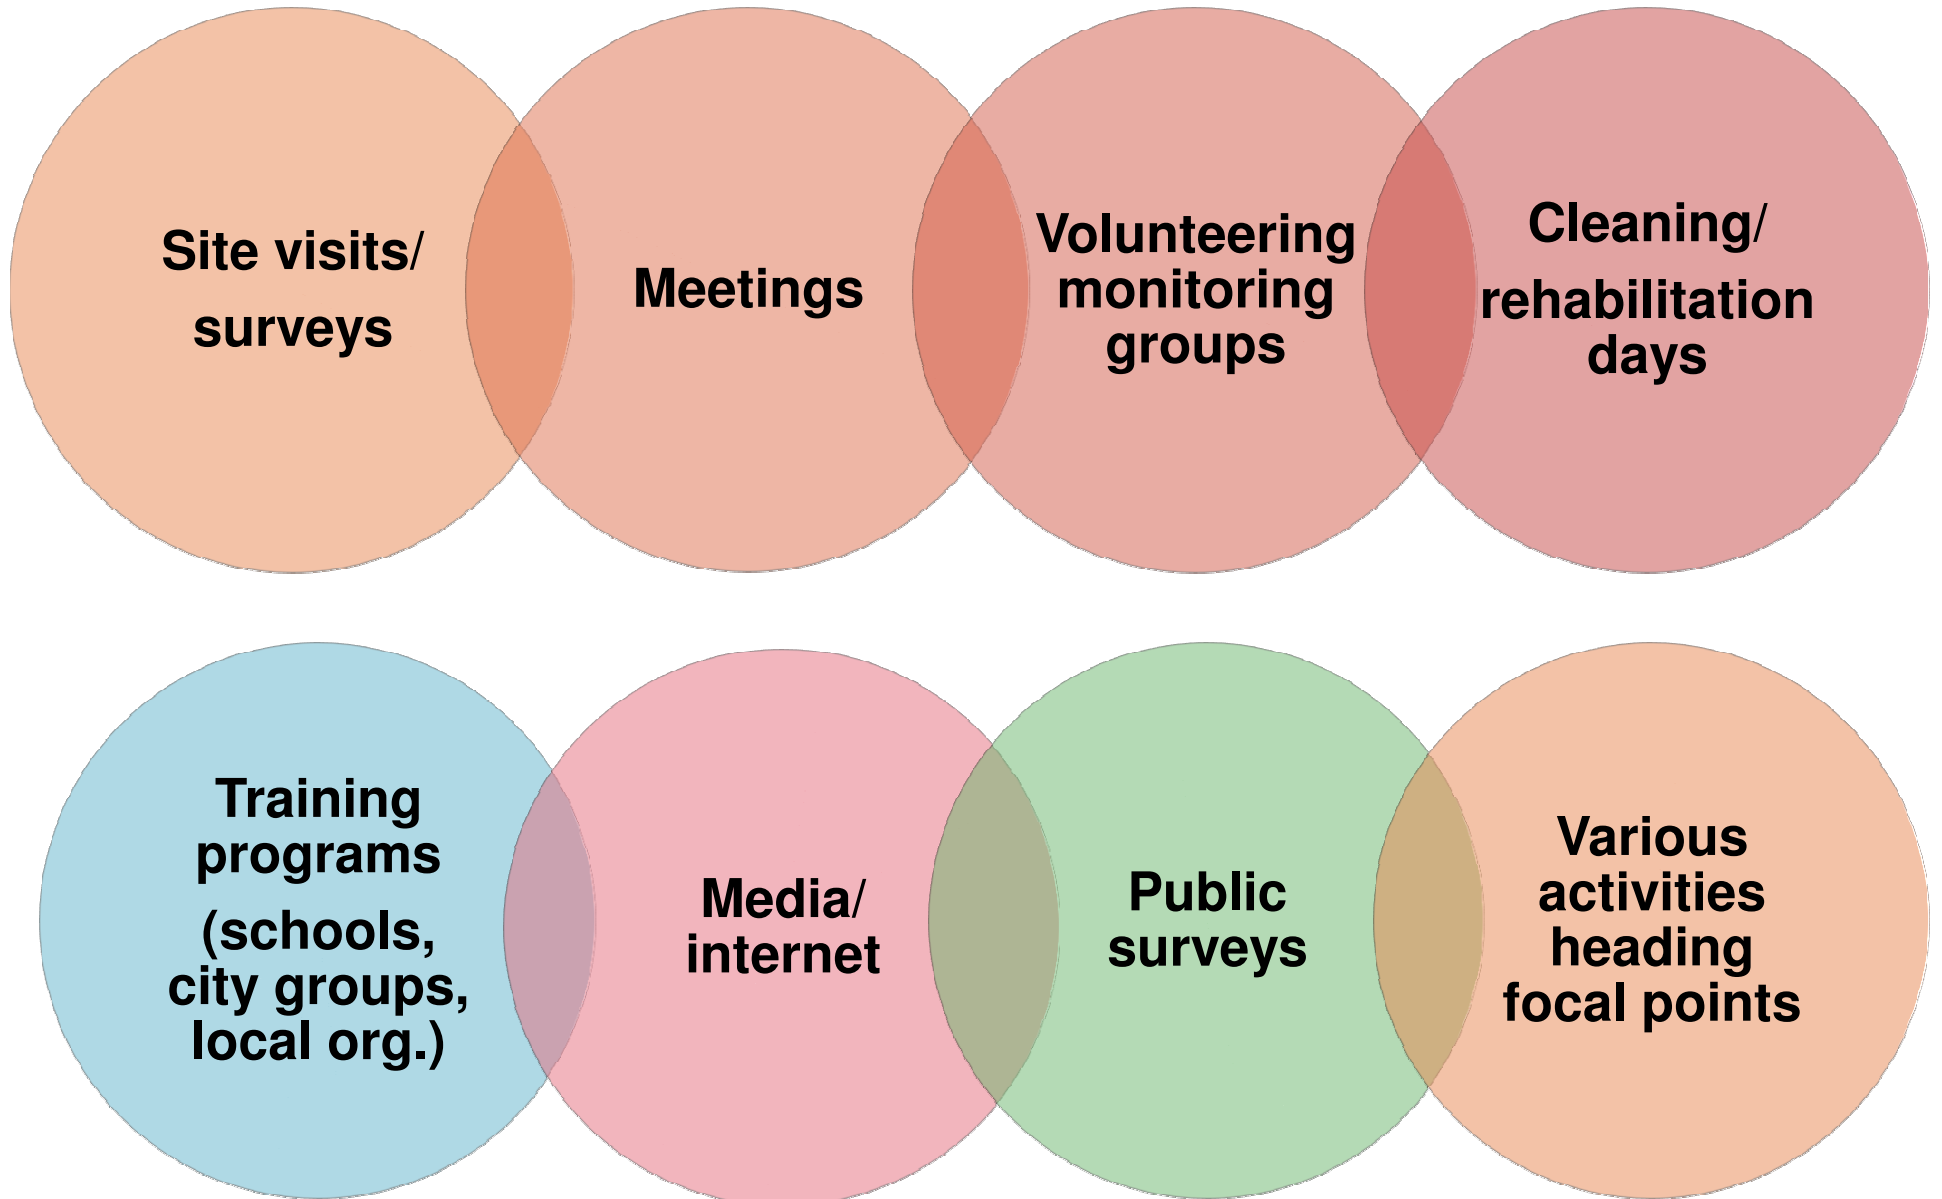 Site visits/
surveys
Meetings
Volunteering
monitoring
groups
Cleaning/
rehabilitation
days
Training
programs
(schools,
city groups,
local org.)
Media/
internet
Public
surveys
Various
activities
heading
focal points